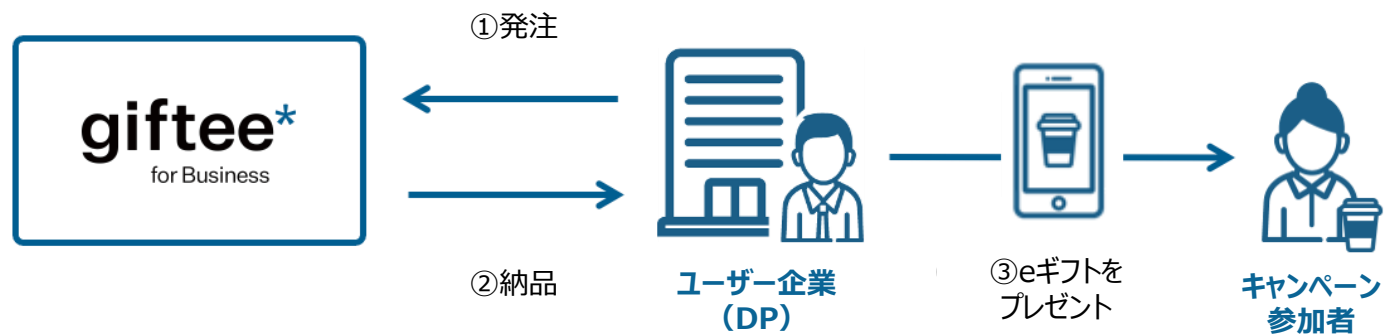 ①発注
giftee*
for Business
②納品
ユーザー企業
（DP）
③eギフトを
プレゼント
キャンペーン
参加者